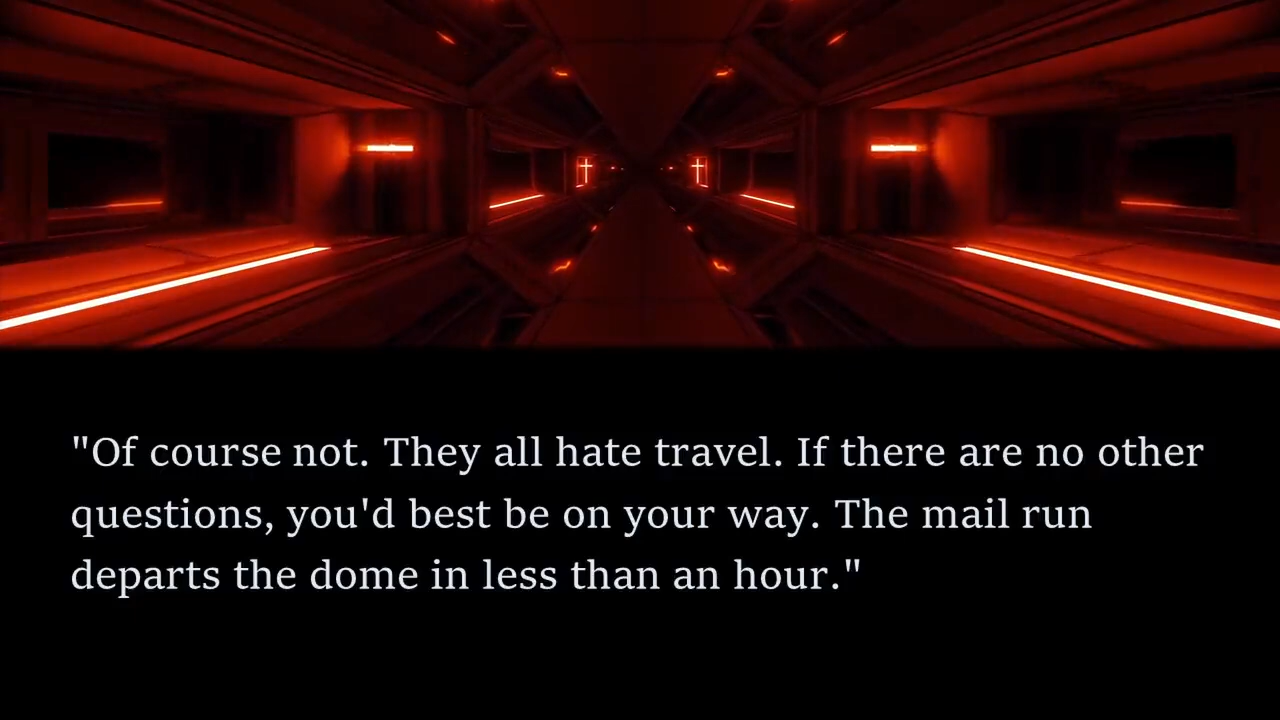 "Of course not. They all hate travel. If there are no other
questions, you'd best be on your way. The mail run
departs the dome in less than an hour."